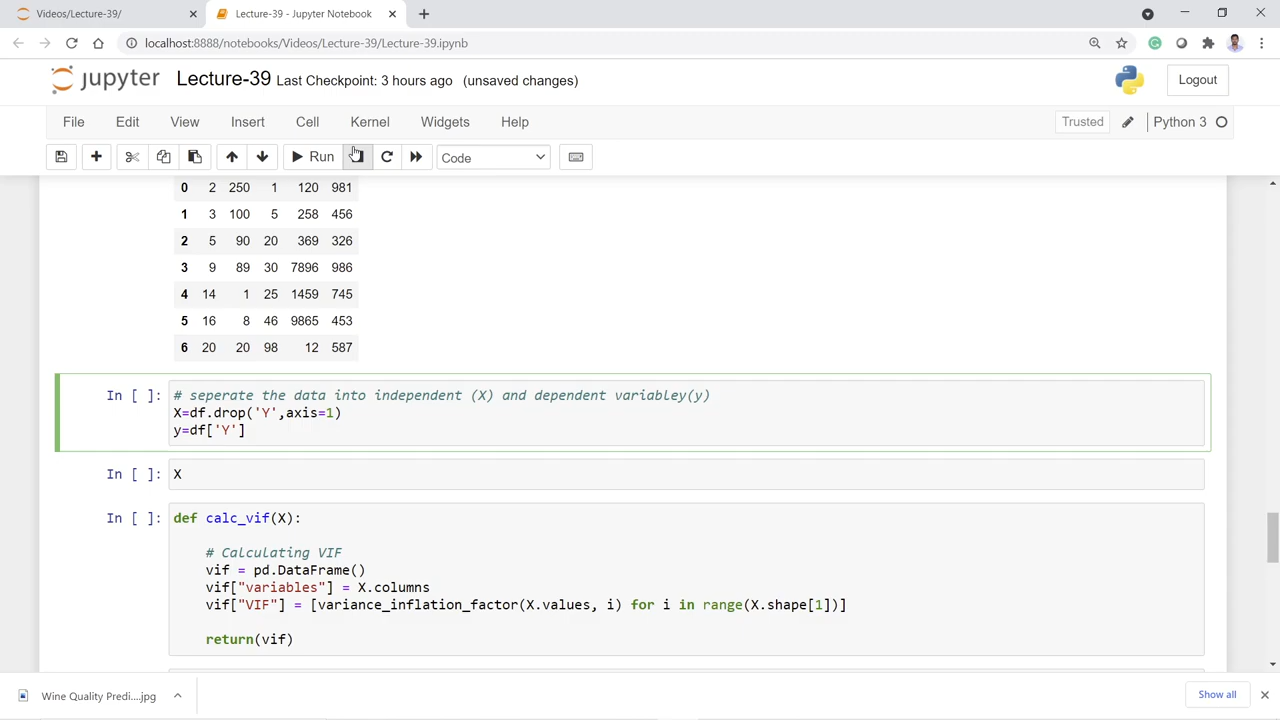 Videos/Lecture-39/
Lecture-39 - Jupyter Notebook
localhost:8888/notebooks/Videos/Lecture-39/Lecture-39.ipynb
jupyter Lecture-39 Last Checkpoint: 3 hours ago (unsaved changes)
Logout
File Edit View Insert Cell Kernel Widgets Help
Trusted Python 3
Run Code
0 2 250 1 120 981
1 3 100 5 258 456
2 5 90 20 369 326
3 9 89 30 7896 986
4 14 1 25 1459 745
5 16 8 46 9865 453
6 20 20 98 12 587
In [ ]: # seperate the data into independent (X) and dependent variabley(y)
X=df.drop('Y',axis=1)
y=df['Y']
In [ ]: X
In [ ]: def calc_vif(X):
# Calculating VIF
vif = pd.DataFrame()
vif["variables"] = X.columns
vif["VIF"] = [variance_inflation_factor(X.values, i) for i in range(X.shape[1])]
return(vif)
Wine Quality Predi....jpg
Show all